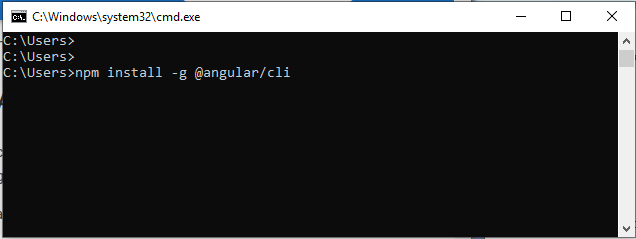 C:\Windows\system32\cmd.exe
C:\Users>
C:\Users>
C:\Users>npm install -g @angular/cli